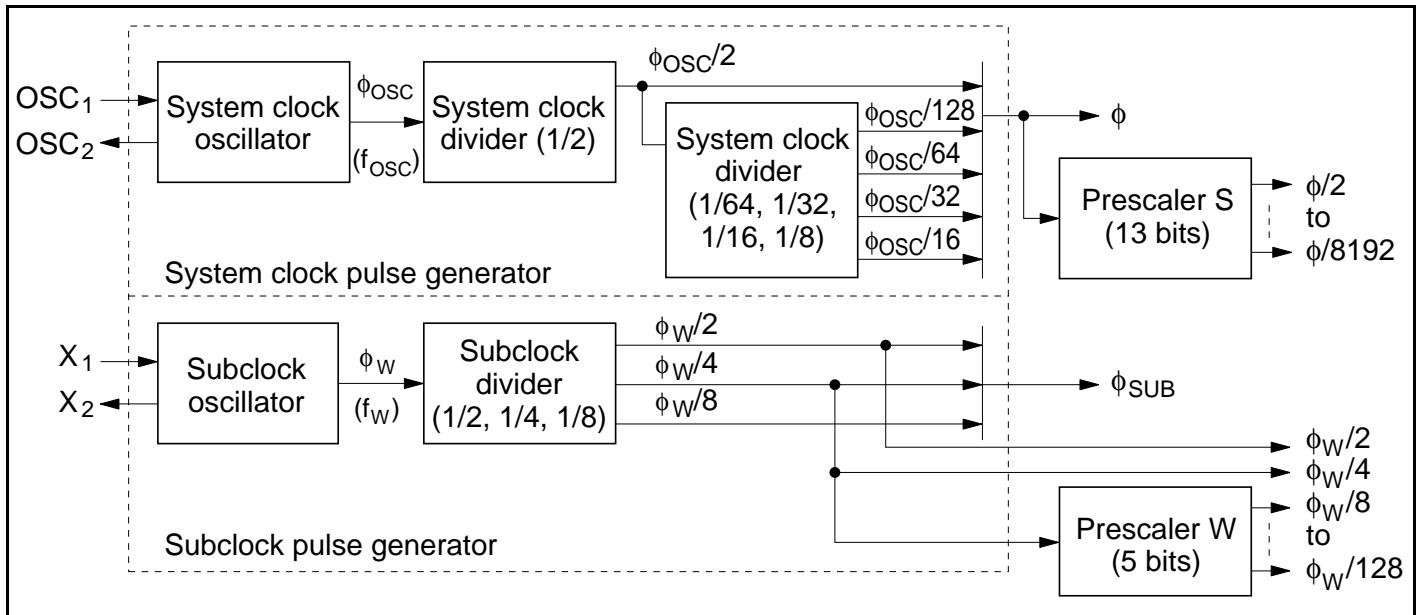 OSC1
OSC2
System clock
oscillator
ϕOSC
(fOSC)
System clock
divider (1/2)
ϕOSC/2
System clock
divider
(1/64, 1/32,
1/16, 1/8)
ϕOSC/128
ϕOSC/64
ϕOSC/32
ϕOSC/16
ϕ
Prescaler S
(13 bits)
ϕ/2
to
ϕ/8192
System clock pulse generator
X1
X2
Subclock
oscillator
ϕW
(fW)
Subclock
divider
(1/2, 1/4, 1/8)
ϕW/2
ϕW/4
ϕW/8
ϕSUB
ϕW/2
ϕW/4
Prescaler W
(5 bits)
ϕW/8
to
ϕW/128
Subclock pulse generator